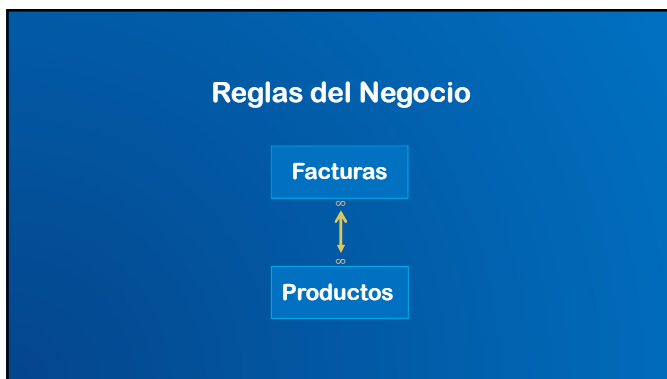 Reglas del Negocio
Facturas
∞
∞
Productos